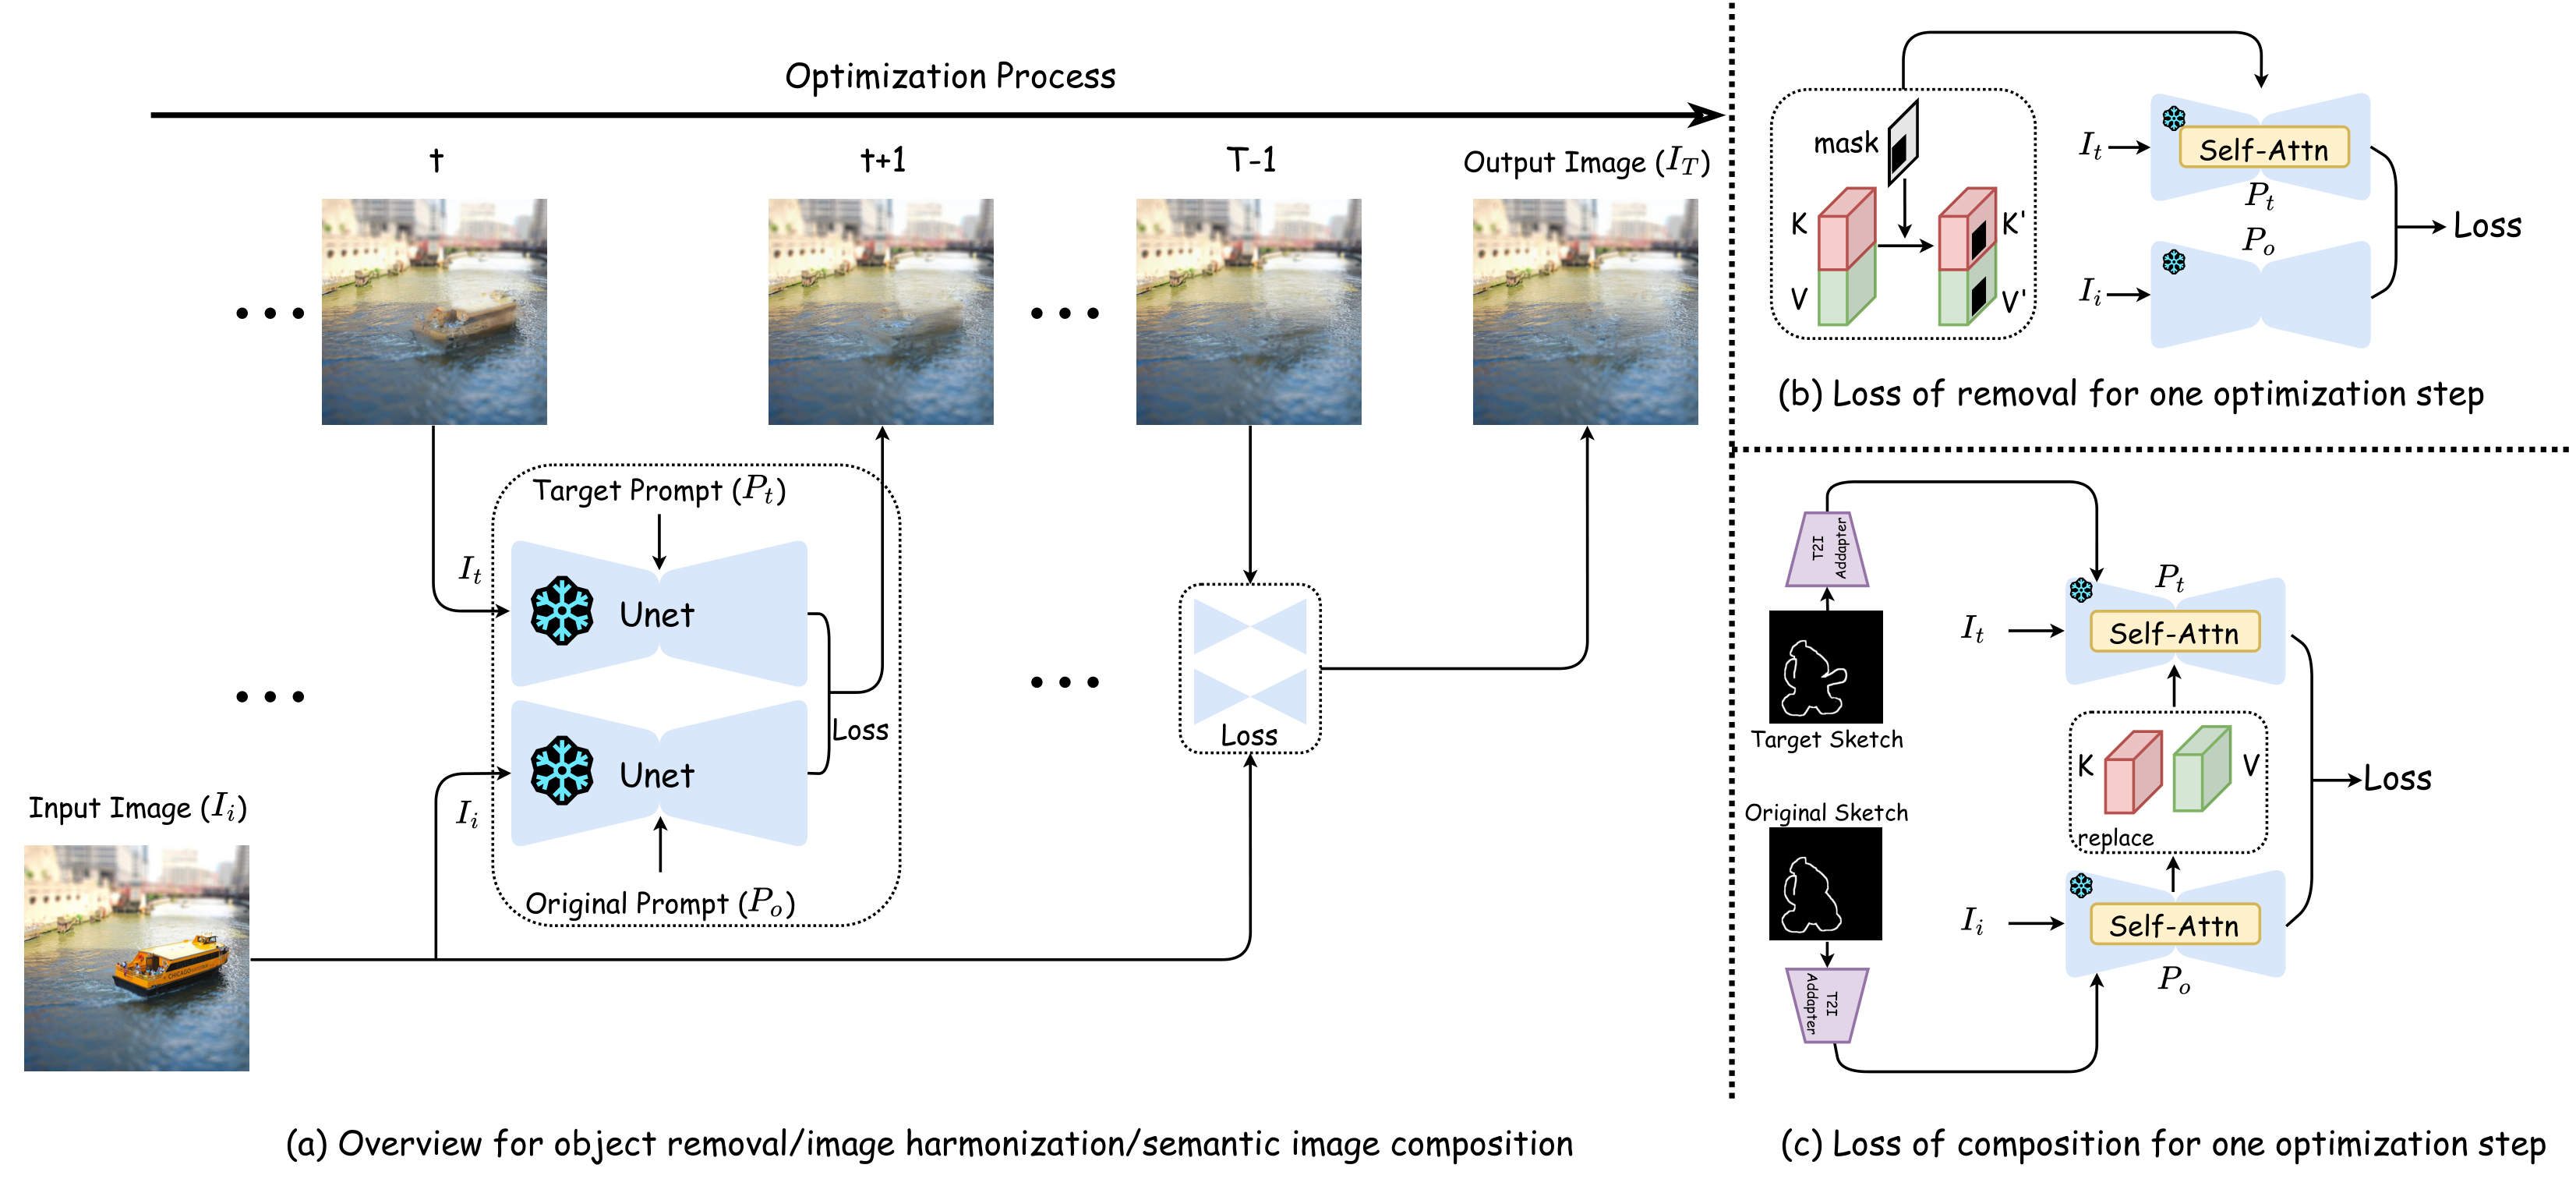 Optimization Process
t
t+1
T-1
Output Image (I_T)
Target Prompt (P_t)
I_t
Unet
Unet
Loss
I_i
Original Prompt (P_o)
Input Image (I_i)
CHICAGO
Loss
(a) Overview for object removal/image harmonization/semantic image composition
mask
K
V
K'
V'
I_t
Self-Attn
P_t
P_o
I_i
Loss
(b) Loss of removal for one optimization step
T2I
Addapter
Target Sketch
Original Sketch
T2I
Addapter
P_t
I_t
Self-Attn
K
V
replace
Loss
I_i
Self-Attn
P_o
(c) Loss of composition for one optimization step